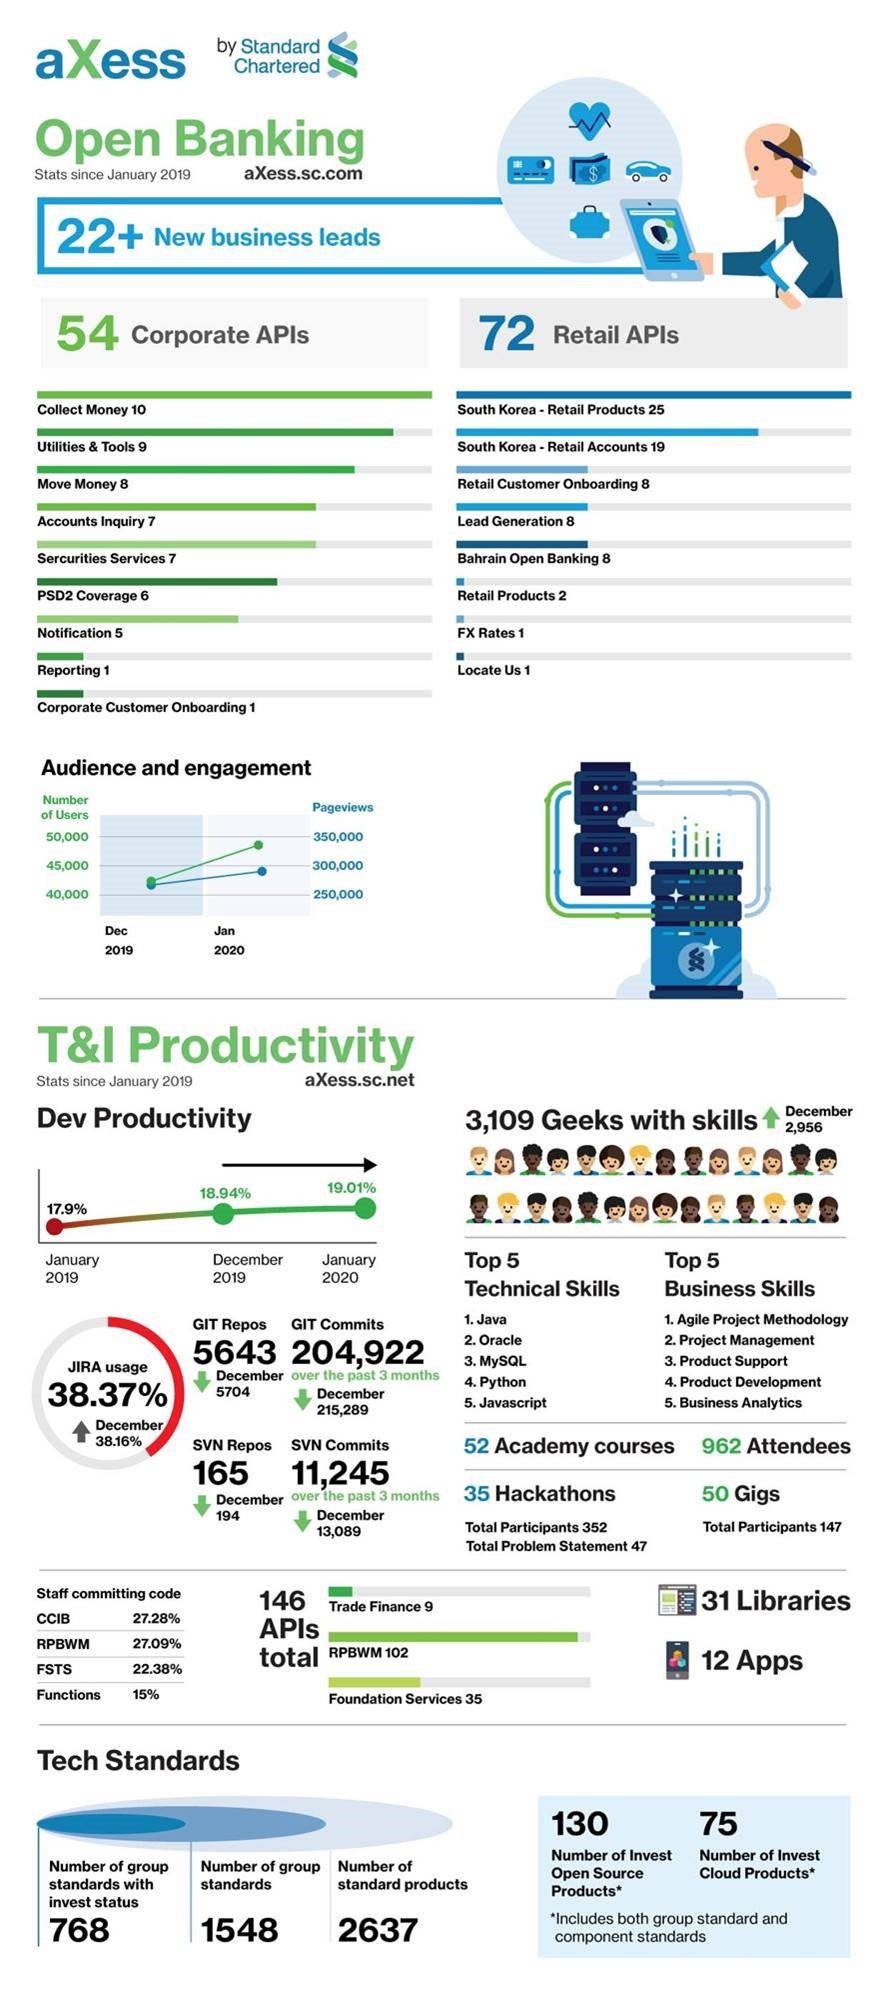 aXess
by Standard
Chartered
Open Banking
Stats since January 2019
aXess.sc.com
22+ New business leads
54 Corporate APIs
Collect Money 10
Utilities & Tools 9
Move Money 8
Accounts Inquiry 7
Sercurities Services 7
PSD2 Coverage 6
Notification 5
Reporting 1
Corporate Customer Onboarding 1
72 Retail APIs
South Korea - Retail Products 25
South Korea - Retail Accounts 19
Retail Customer Onboarding 8
Lead Generation 8
Bahrain Open Banking 8
Retail Products 2
FX Rates 1
Locate Us 1
Audience and engagement
Number
of Users
50,000
45,000
40,000
Pageviews
350,000
300,000
250,000
Dec
2019
Jan
2020
T&I Productivity
Stats since January 2019
aXess.sc.net
Dev Productivity
17.9%
18.94%
19.01%
January
2019
December
2019
January
2020
JIRA usage
38.37%
December
38.16%
GIT Repos
5643
December
5704
GIT Commits
204,922
over the past 3 months
December
215,289
SVN Repos
165
December
194
SVN Commits
11,245
over the past 3 months
December
13,089
3,109 Geeks with skills
December
2,956
Top 5
Technical Skills
1. Java
2. Oracle
3. MySQL
4. Python
5. Javascript
Top 5
Business Skills
1. Agile Project Methodology
2. Project Management
3. Product Support
4. Product Development
5. Business Analytics
52 Academy courses
962 Attendees
35 Hackathons
Total Participants 352
Total Problem Statement 47
50 Gigs
Total Participants 147
Staff committing code
CCIB 27.28%
RPBWM 27.09%
FSTS 22.38%
Functions 15%
146
APIs
total
Trade Finance 9
RPBWM 102
Foundation Services 35
31 Libraries
12 Apps
Tech Standards
Number of group
standards with
invest status
768
Number of group
standards
1548
Number of
standard products
2637
130
Number of Invest
Open Source
Products*
75
Number of Invest
Cloud Products*
*Includes both group standard and
component standards